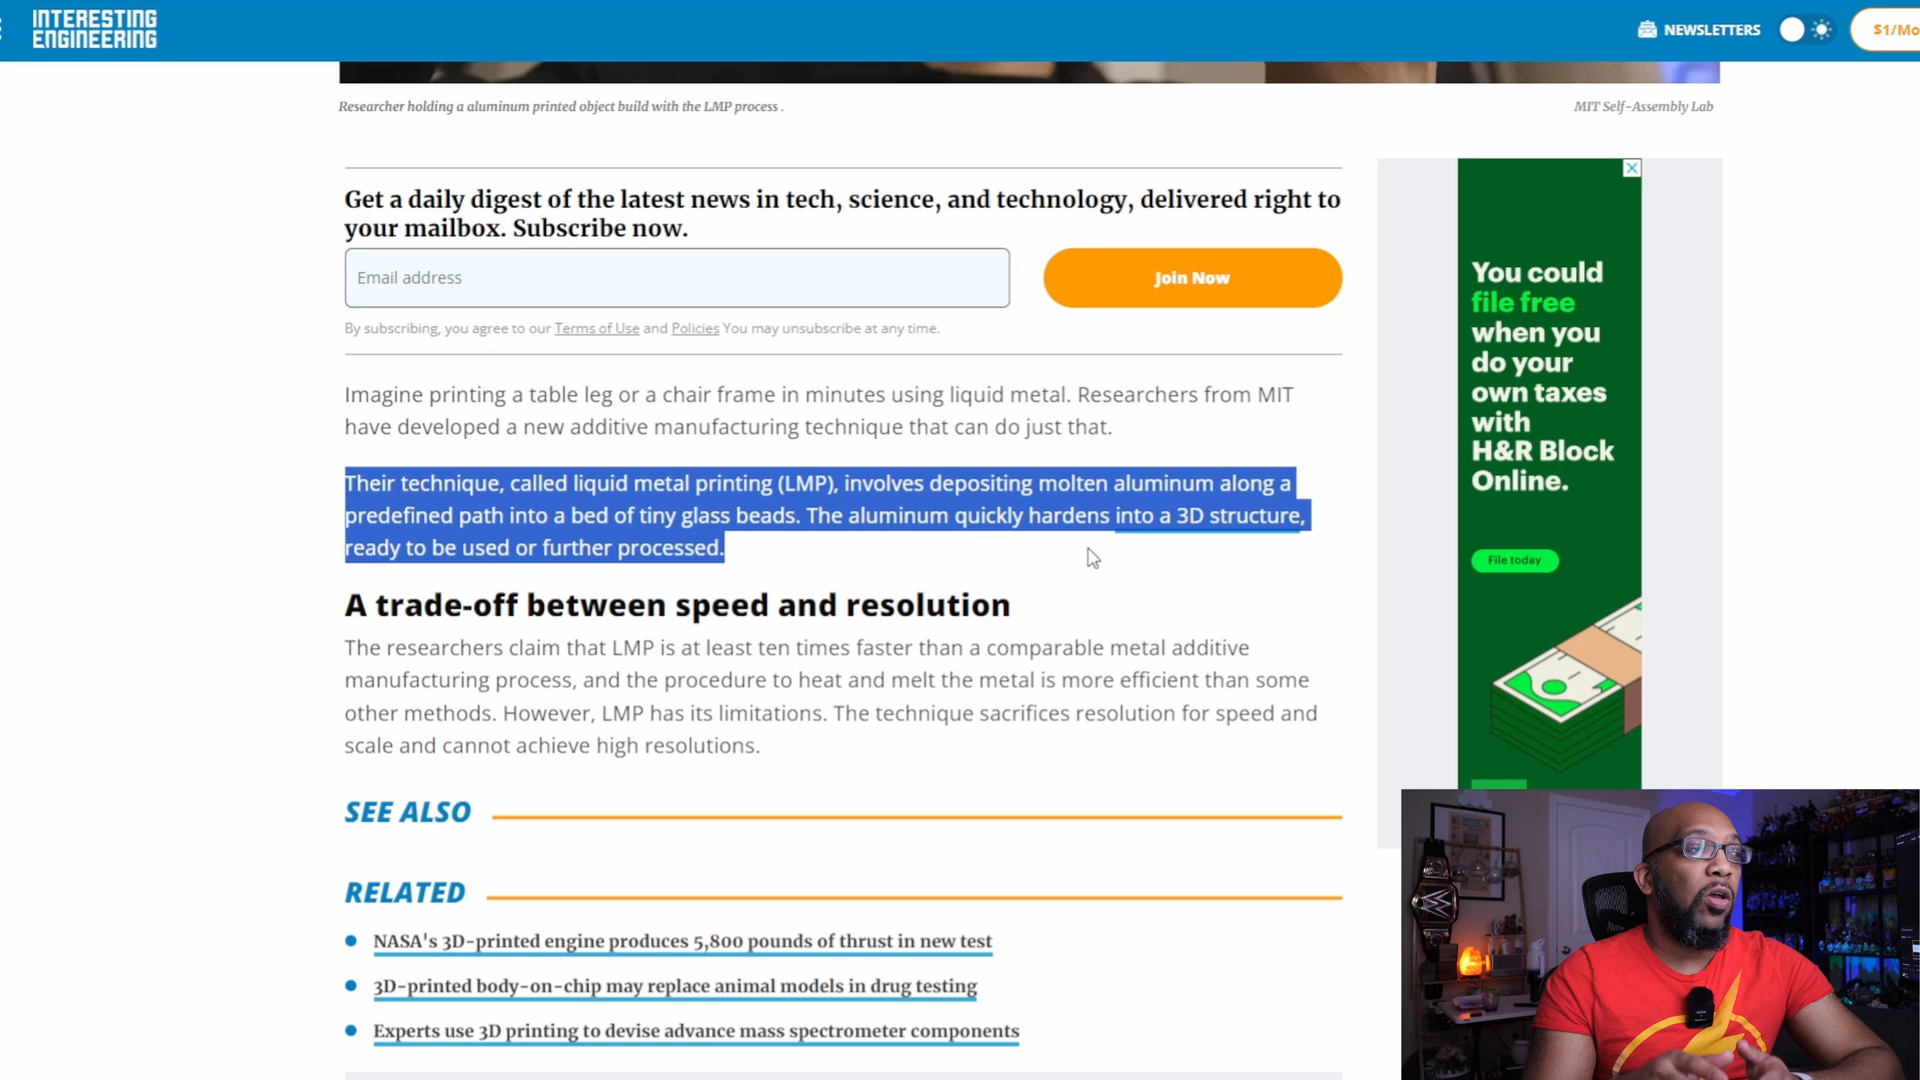 INTERESTING
ENGINEERING
NEWSLETTERS
$1/Mo
Researcher holding a aluminum printed object build with the LMP process .
MIT Self-Assembly Lab
Get a daily digest of the latest news in tech, science, and technology, delivered right to
your mailbox. Subscribe now.
Email address
Join Now
By subscribing, you agree to our Terms of Use and Policies You may unsubscribe at any time.
Imagine printing a table leg or a chair frame in minutes using liquid metal. Researchers from MIT
have developed a new additive manufacturing technique that can do just that.
Their technique, called liquid metal printing (LMP), involves depositing molten aluminum along a
predefined path into a bed of tiny glass beads. The aluminum quickly hardens into a 3D structure,
ready to be used or further processed.
A trade-off between speed and resolution
The researchers claim that LMP is at least ten times faster than a comparable metal additive
manufacturing process, and the procedure to heat and melt the metal is more efficient than some
other methods. However, LMP has its limitations. The technique sacrifices resolution for speed and
scale and cannot achieve high resolutions.
SEE ALSO
RELATED
NASA's 3D-printed engine produces 5,800 pounds of thrust in new test
3D-printed body-on-chip may replace animal models in drug testing
Experts use 3D printing to devise advance mass spectrometer components
You could
file free
when you
do your
own taxes
with
H&R Block
Online.
File today
W